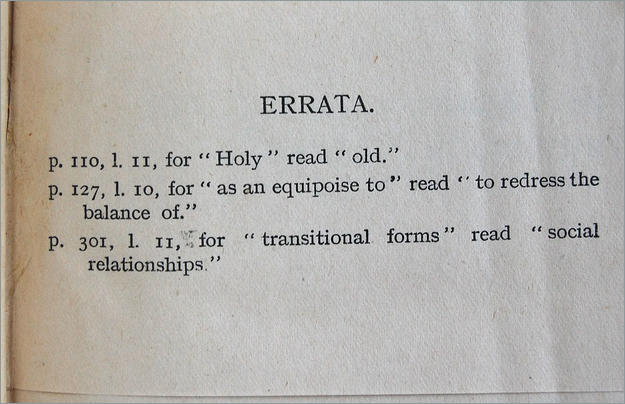 ERRATA.
p. 110, l. 11, for “ Holy ” read “ old.”
p. 127, l. 10, for “ as an equipoise to ” read “ to redress the
balance of.”
p. 301, l. 11, for “ transitional forms ” read “ social
relationships.”